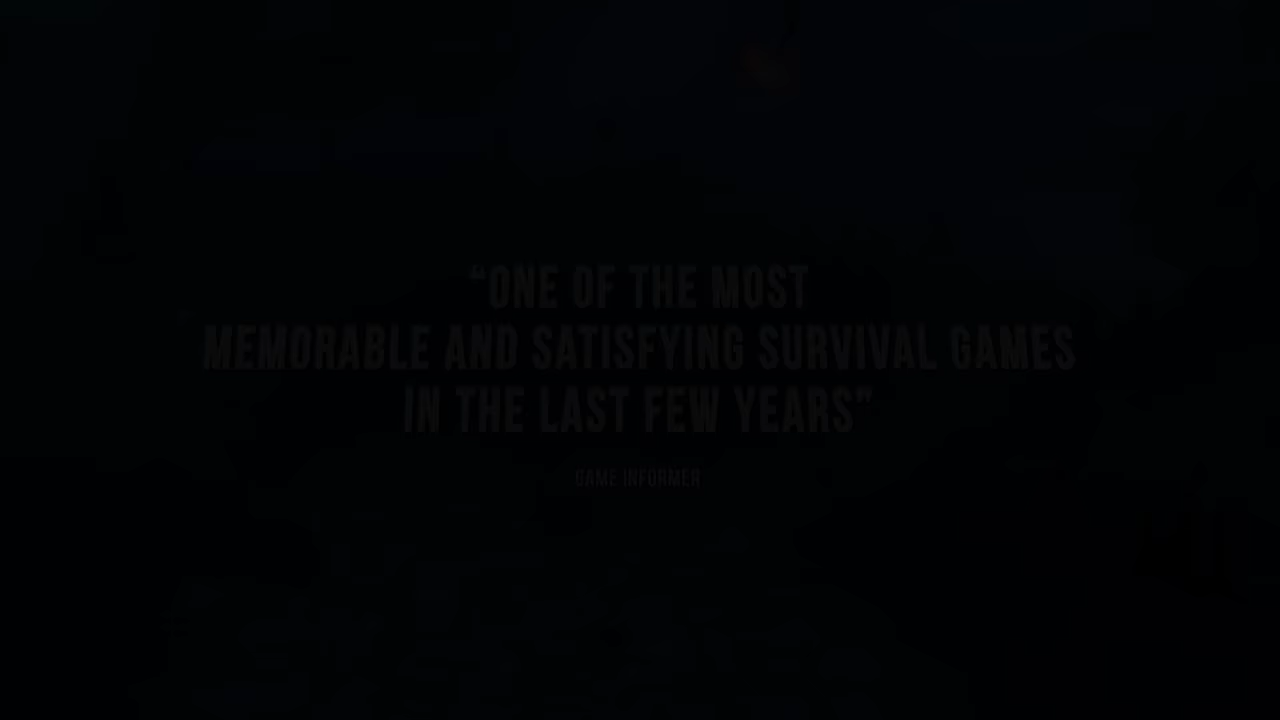 “ONE OF THE MOST
MEMORABLE AND SATISFYING SURVIVAL GAMES
IN THE LAST FEW YEARS”
GAME INFORMER